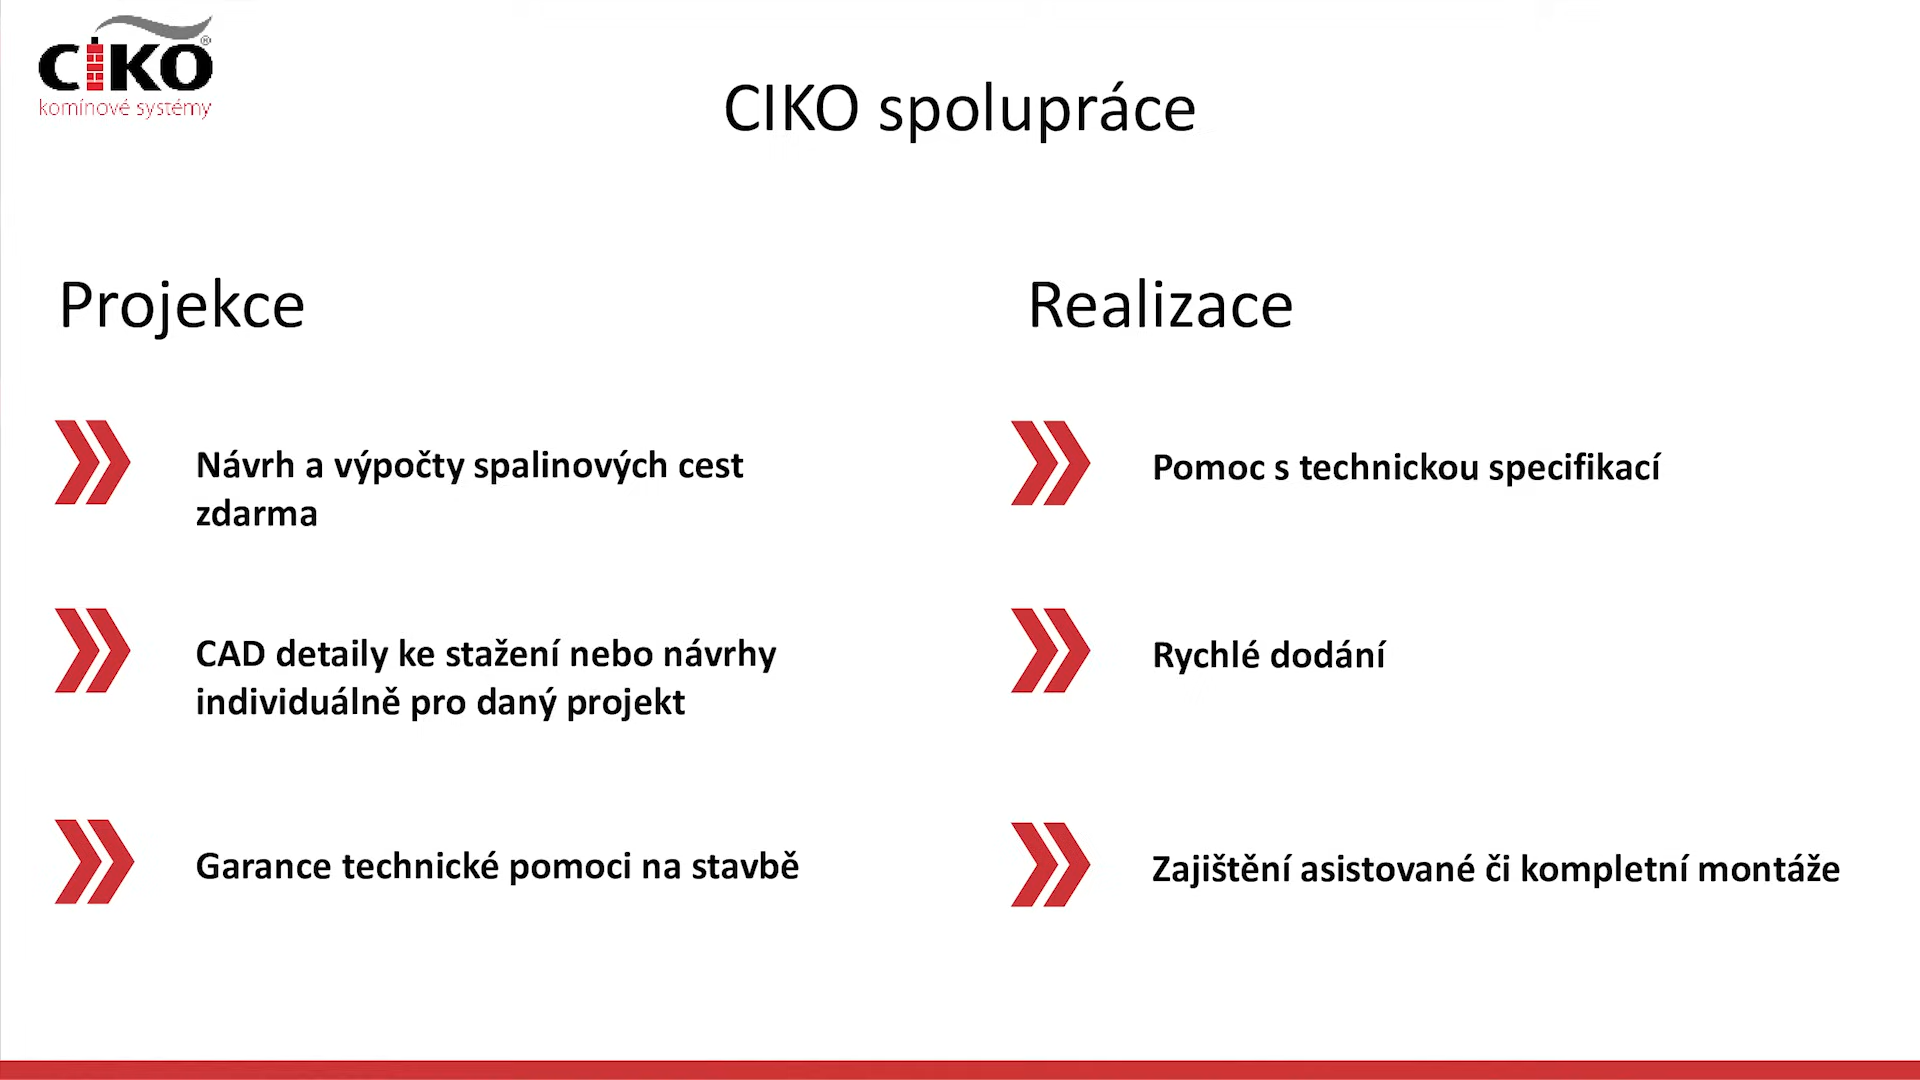 CIKO®
komínové systémy
CIKO spolupráce
Projekce
Návrh a výpočty spalinových cest
zdarma
CAD detaily ke stažení nebo návrhy
individuálně pro daný projekt
Garance technické pomoci na stavbě
Realizace
Pomoc s technickou specifikací
Rychlé dodání
Zajištění asistované či kompletní montáže